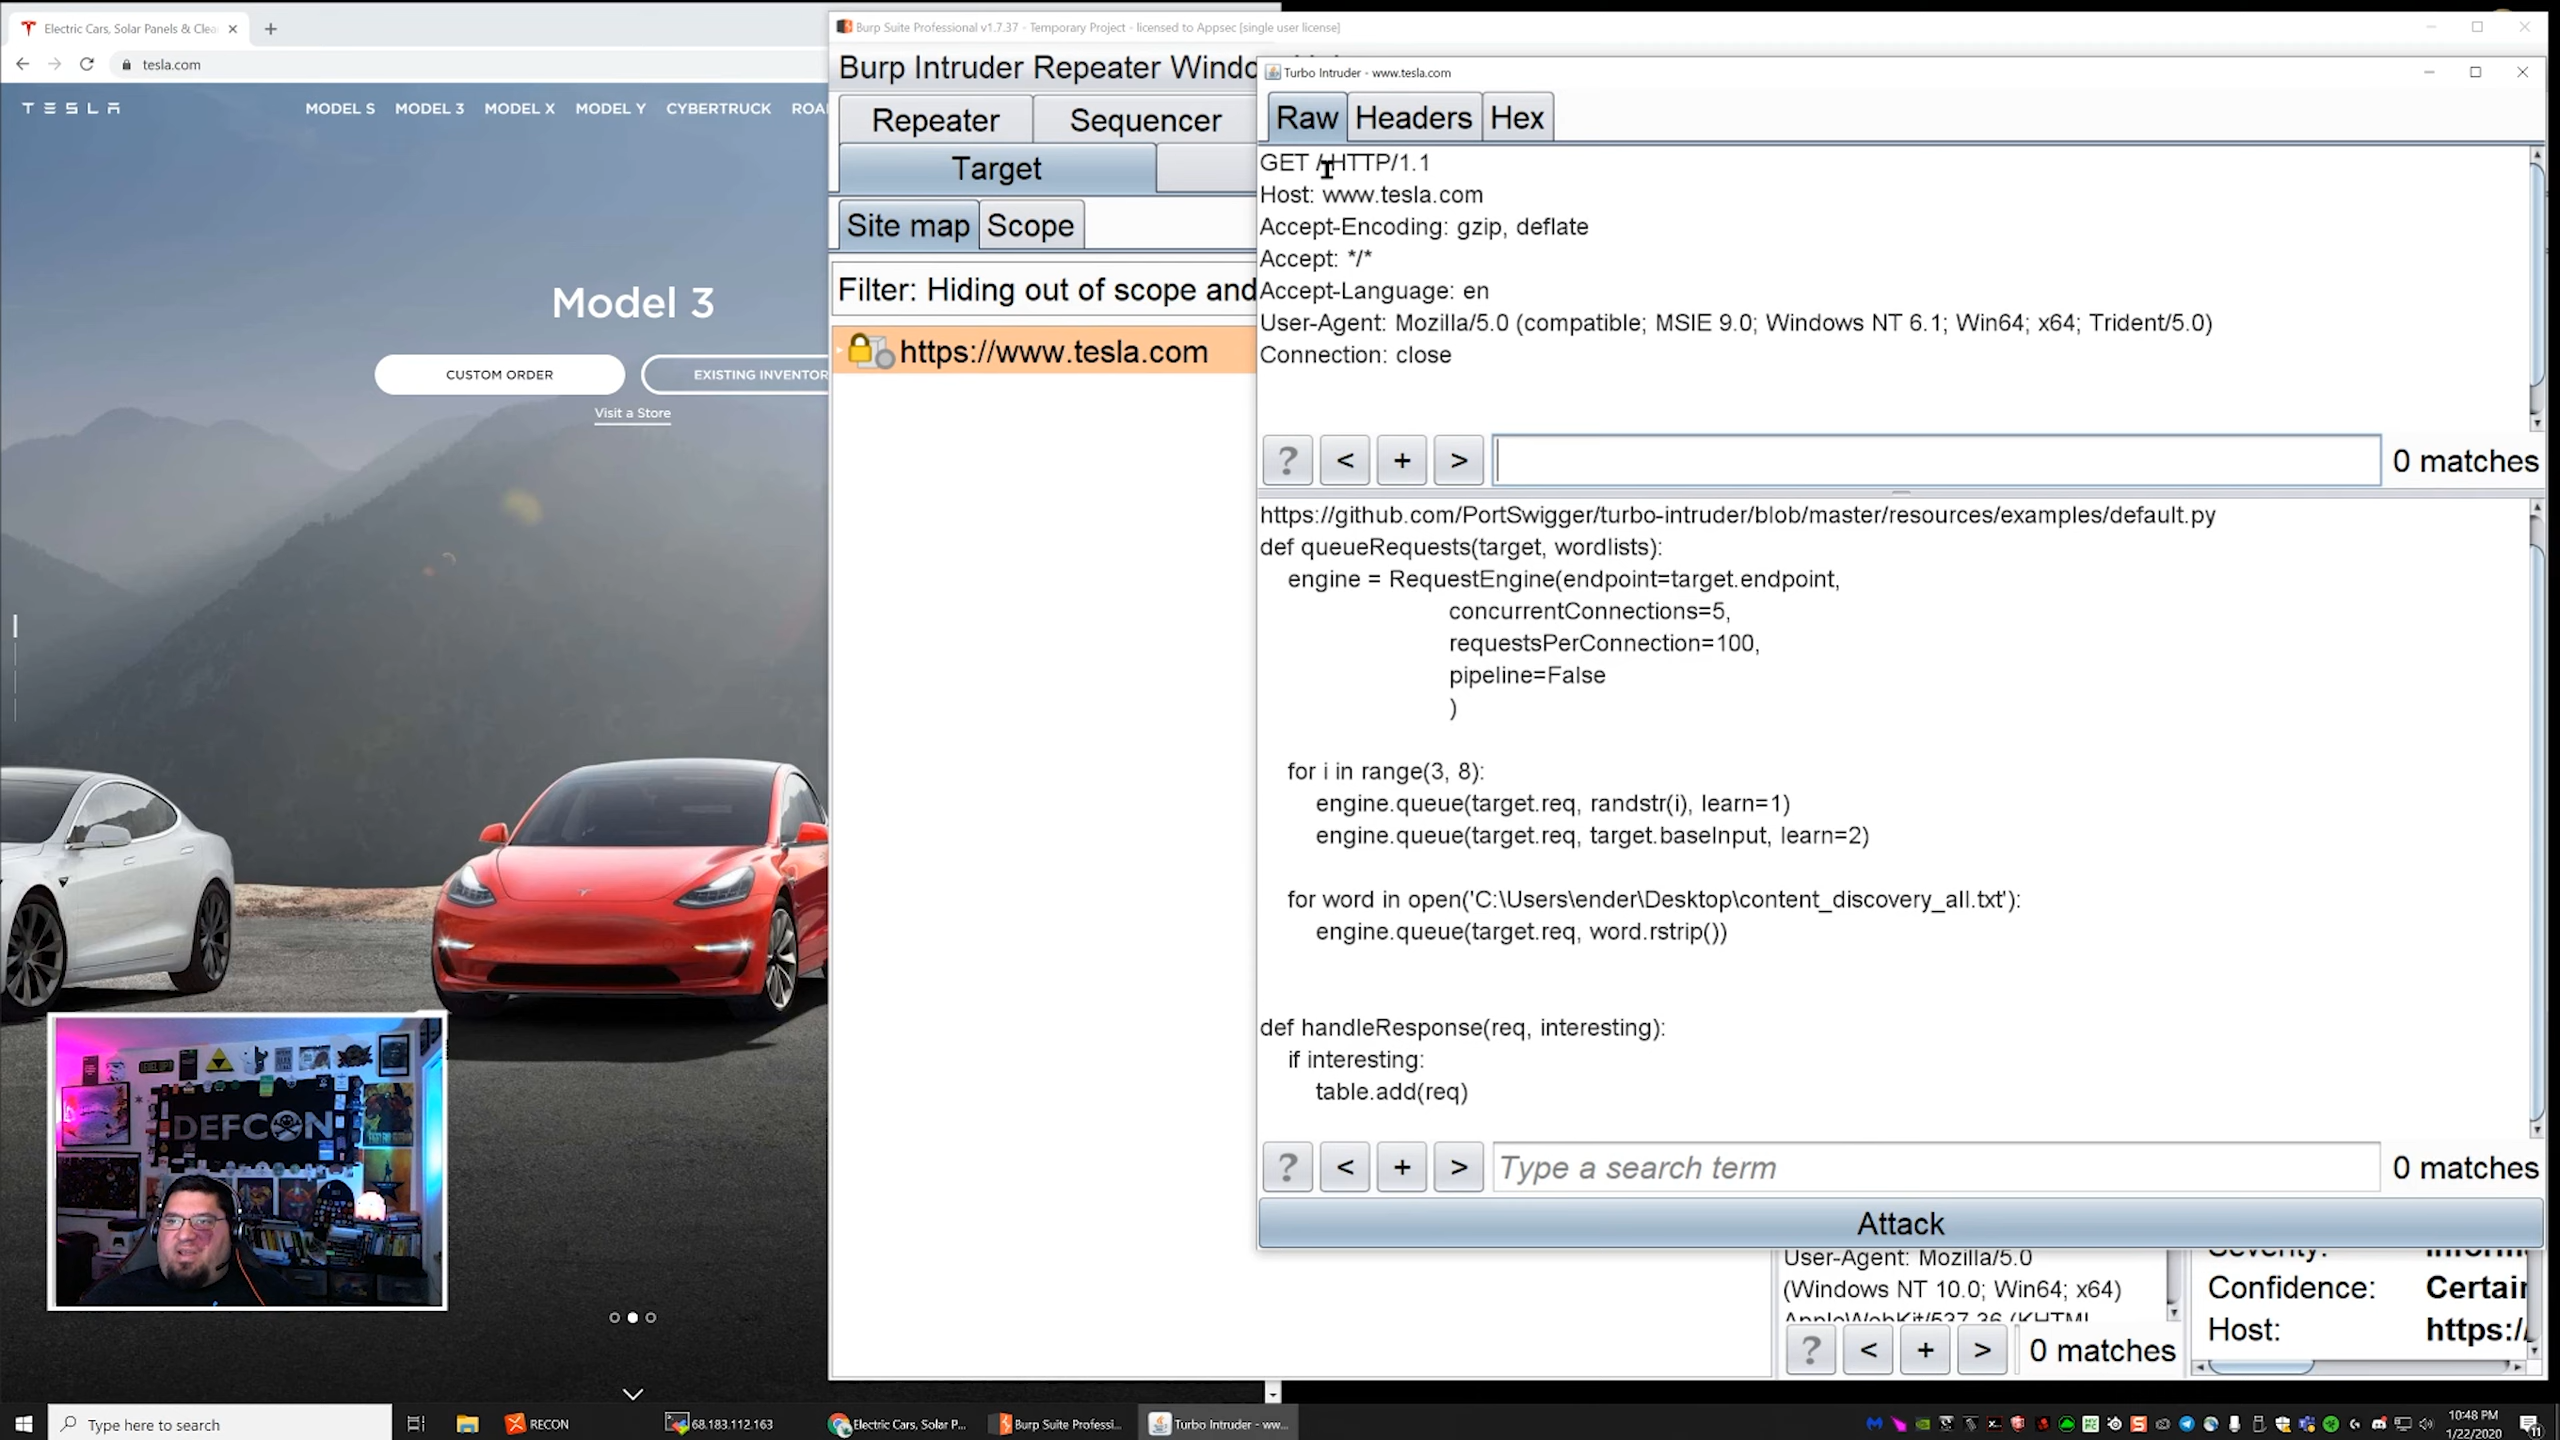 Electric Cars, Solar Panels & Clea
tesla.com
TESLA
MODEL S MODEL 3 MODEL X MODEL Y CYBERTRUCK ROA
Model 3
CUSTOM ORDER
EXISTING INVENTOR
Visit a Store
Burp Suite Professional v1.7.37 - Temporary Project - licensed to Appsec [single user license]
Burp Intruder Repeater Windo
Repeater Sequencer
Target
Site map Scope
Filter: Hiding out of scope and
https://www.tesla.com
Turbo Intruder - www.tesla.com
Raw Headers Hex
GET / HTTP/1.1
Host: www.tesla.com
Accept-Encoding: gzip, deflate
Accept: */*
Accept-Language: en
User-Agent: Mozilla/5.0 (compatible; MSIE 9.0; Windows NT 6.1; Win64; x64; Trident/5.0)
Connection: close
? < + > 0 matches
https://github.com/PortSwigger/turbo-intruder/blob/master/resources/examples/default.py
def queueRequests(target, wordlists):
engine = RequestEngine(endpoint=target.endpoint,
concurrentConnections=5,
requestsPerConnection=100,
pipeline=False
)
for i in range(3, 8):
engine.queue(target.req, randstr(i), learn=1)
engine.queue(target.req, target.baseInput, learn=2)
for word in open('C:\Users\ender\Desktop\content_discovery_all.txt'):
engine.queue(target.req, word.rstrip())
def handleResponse(req, interesting):
if interesting:
table.add(req)
? < + > Type a search term 0 matches
Attack
User-Agent: Mozilla/5.0
(Windows NT 10.0; Win64; x64)
AppleWebKit/537.36 (KHTML
? < + > 0 matches
Severity:
Confidence: Certain
Host: https:/
DEFCON
Type here to search
RECON
68.183.112.163
Electric Cars, Solar P...
Burp Suite Professi...
Turbo Intruder - ww...
10:48 PM
1/22/2020